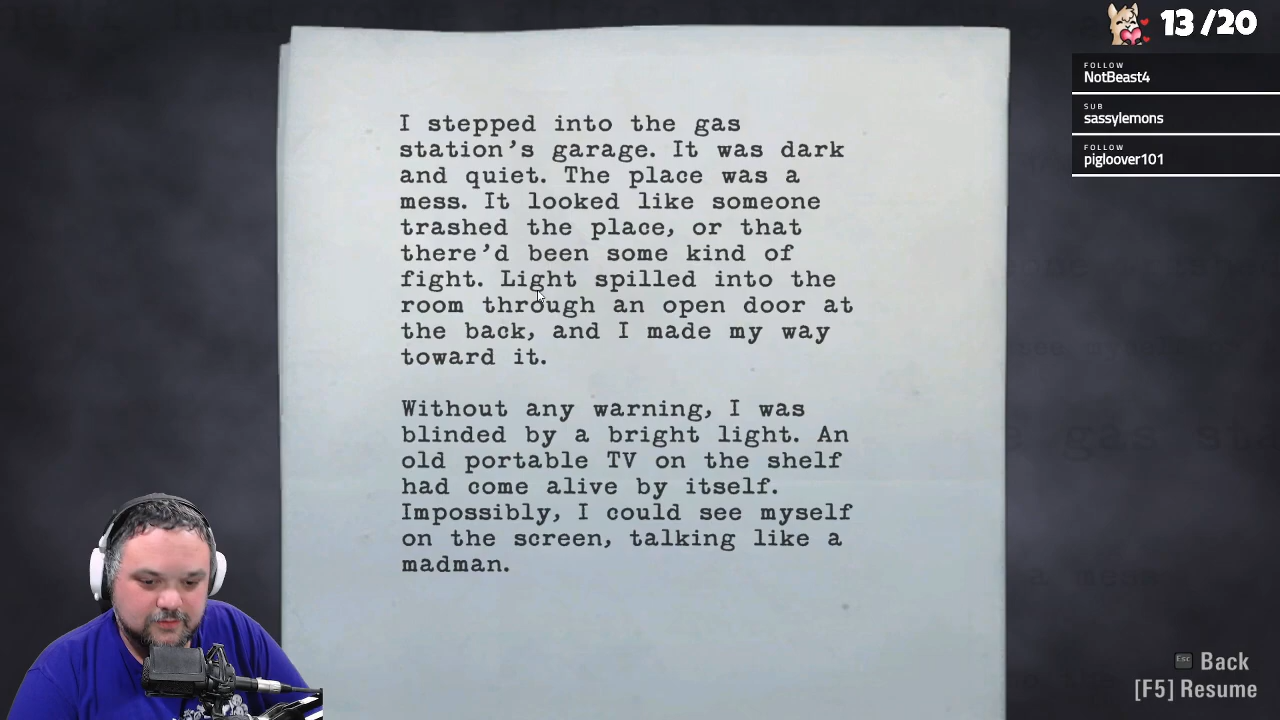 13/20
FOLLOW
NotBeast4
SUB
sassylemons
FOLLOW
pigloover101
I stepped into the gas
station's garage. It was dark
and quiet. The place was a
mess. It looked like someone
trashed the place, or that
there'd been some kind of
fight. Light spilled into the
room through an open door at
the back, and I made my way
toward it.
Without any warning, I was
blinded by a bright light. An
old portable TV on the shelf
had come alive by itself.
Impossibly, I could see myself
on the screen, talking like a
madman.
Esc Back
[F5] Resume